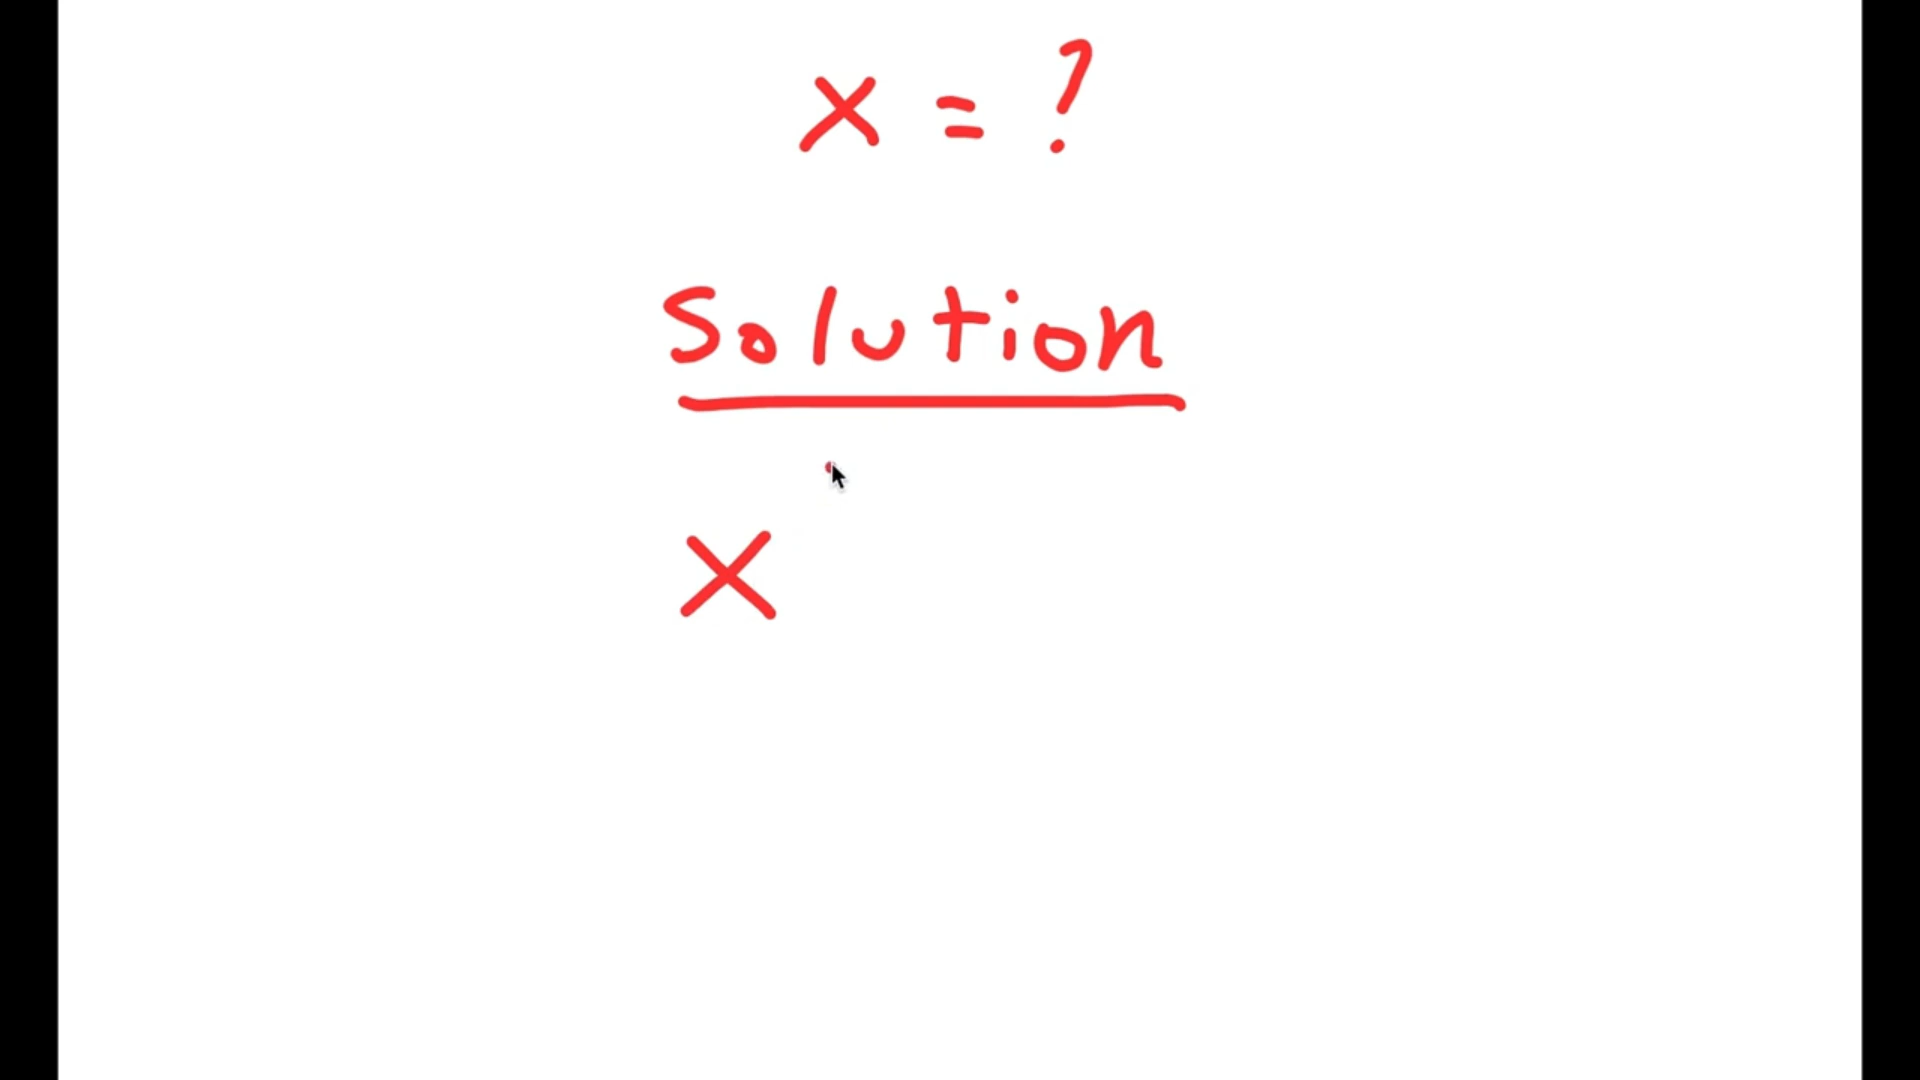 x = ?
Solution
x